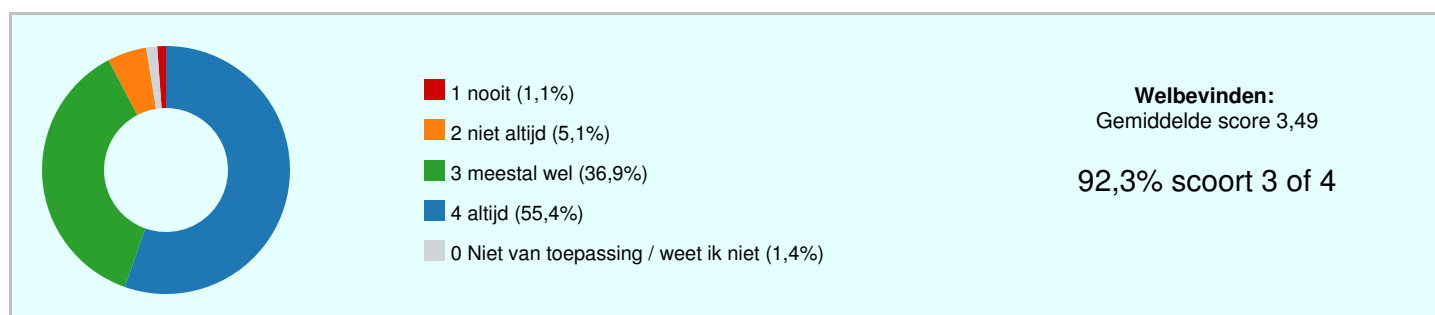 1 nooit (1,1%)
2 niet altijd (5,1%)
3 meestal wel (36,9%)
4 altijd (55,4%)
0 Niet van toepassing / weet ik niet (1,4%)
Welbevinden:
Gemiddelde score 3,49
92,3% scoort 3 of 4